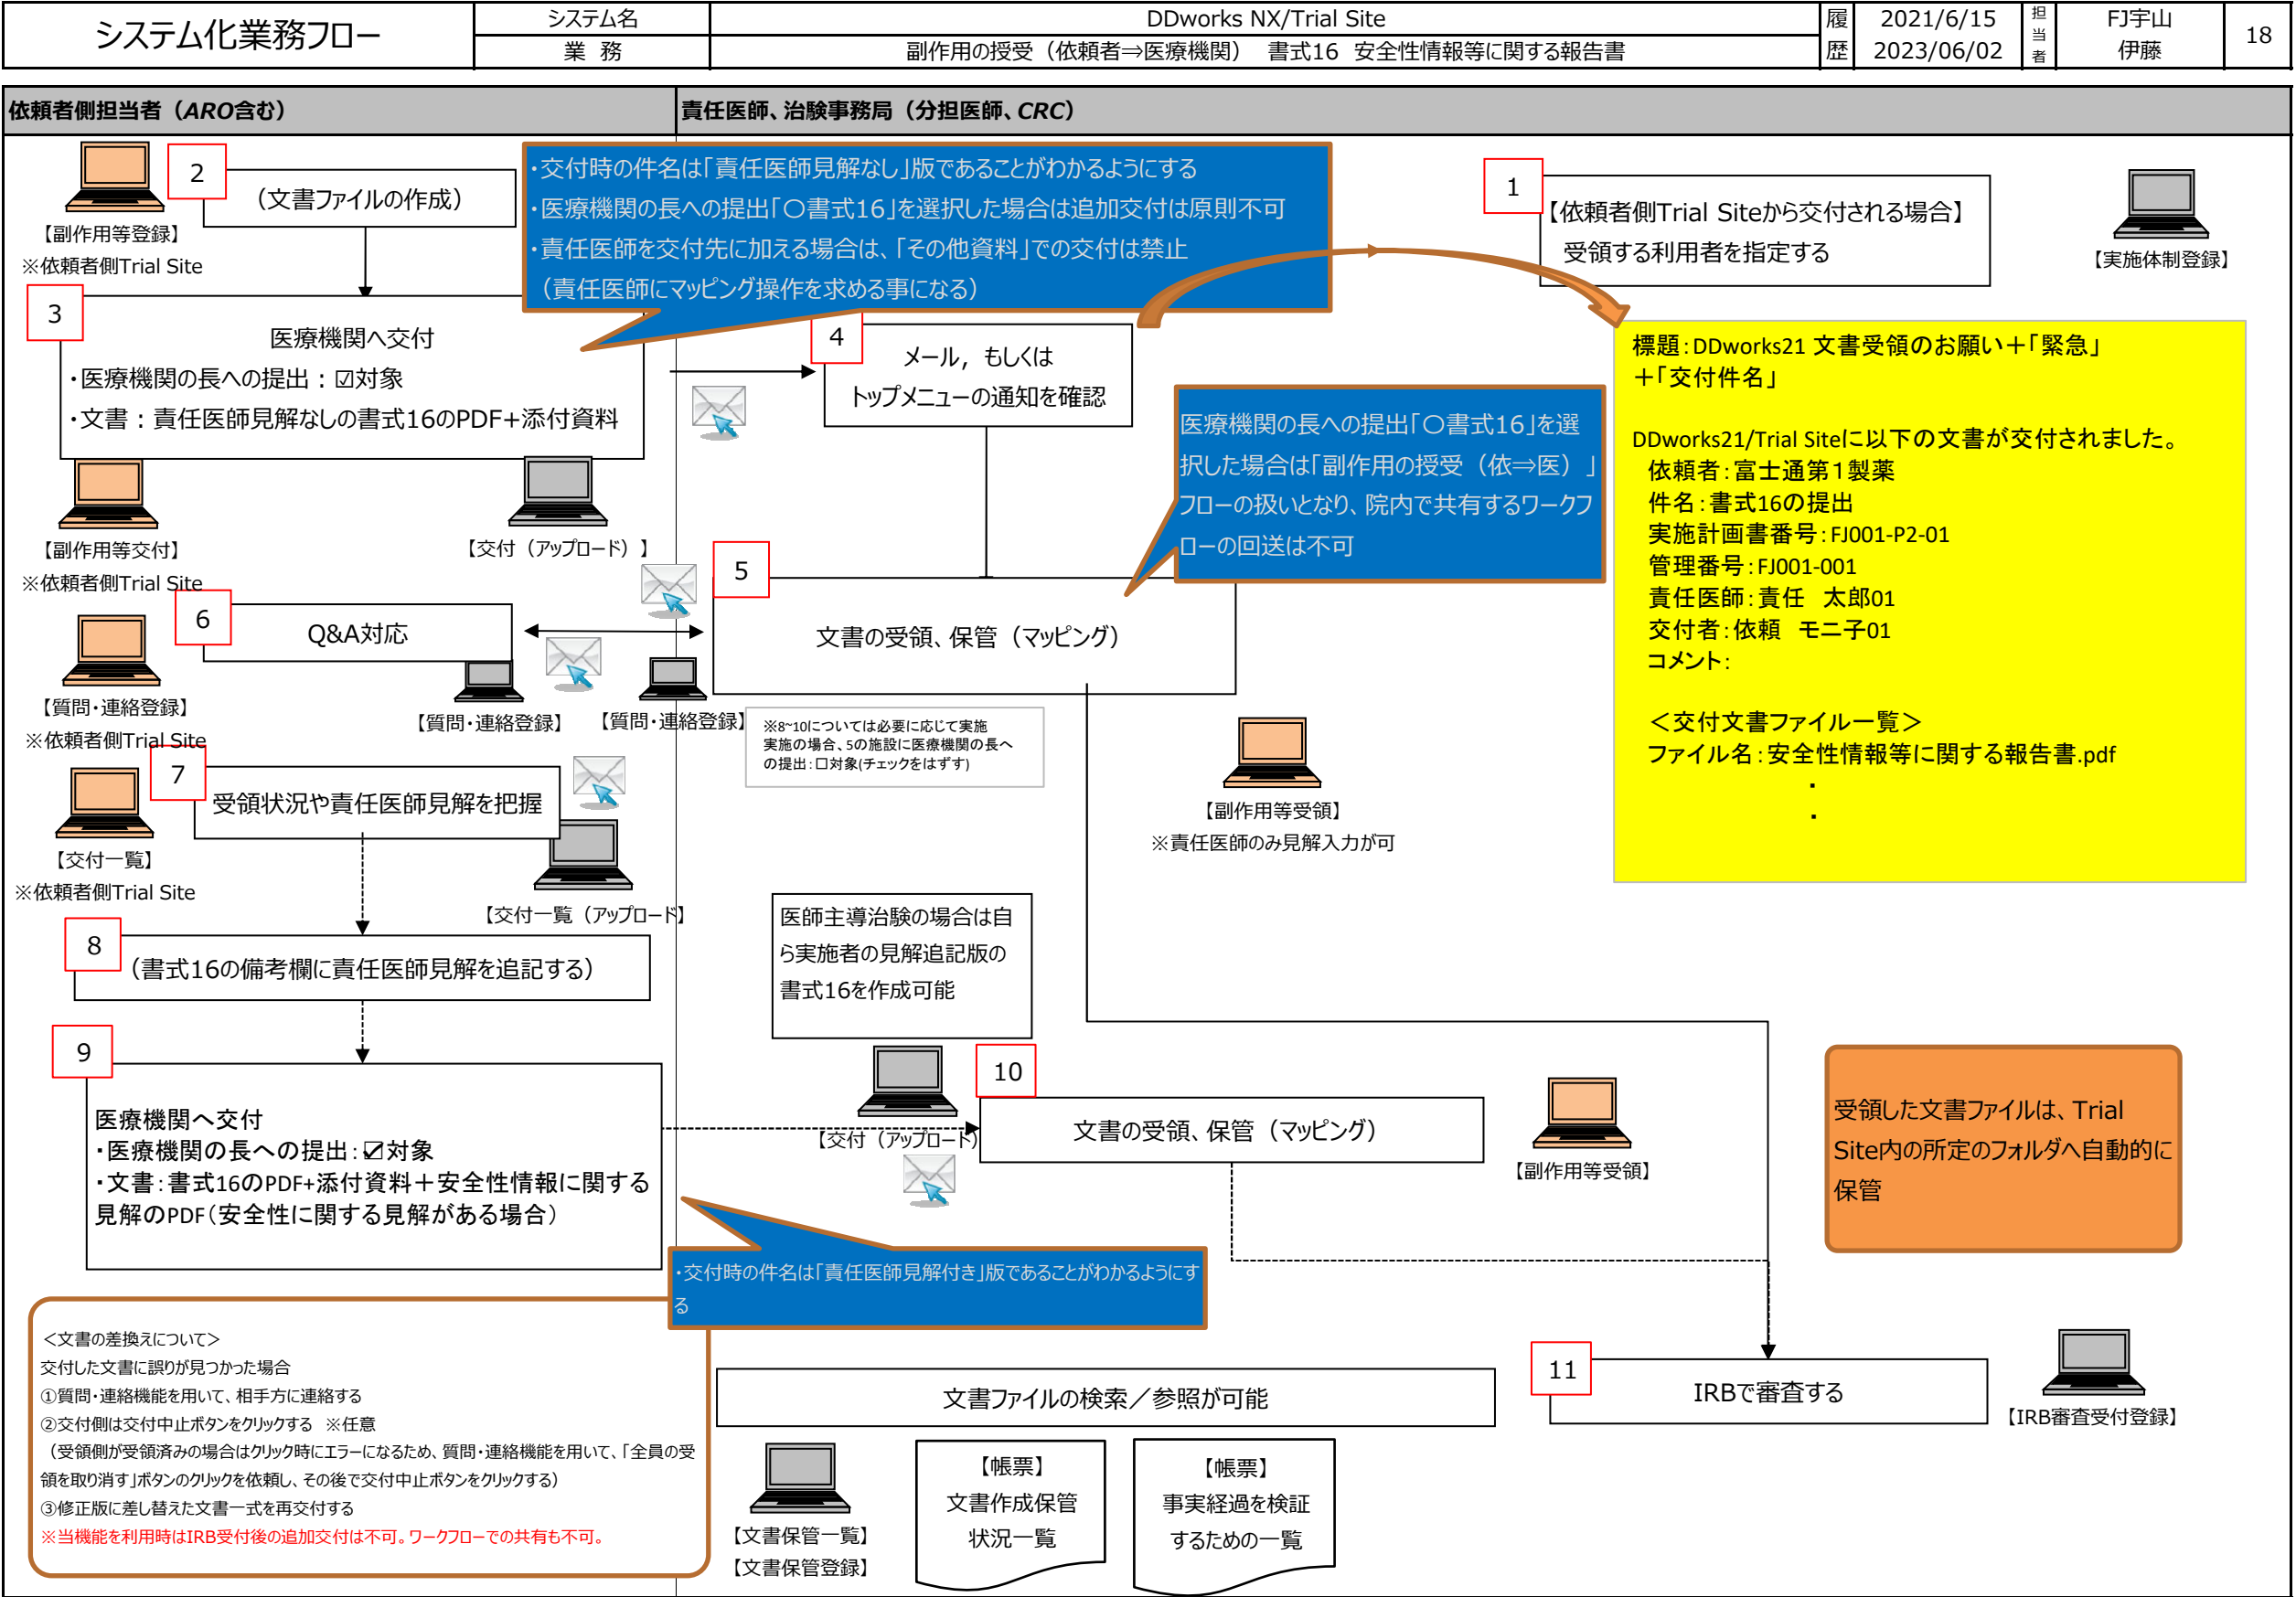 システム化業務フロー
システム名
DDworks NX/Trial Site
業 務
副作用の授受（依頼者⇒医療機関） 書式16 安全性情報等に関する報告書
履
歴
2021/6/15
2023/06/02
担
当
者
FJ宇山
伊藤
18
依頼者側担当者（ARO含む）
責任医師、治験事務局（分担医師、CRC）
2
（文書ファイルの作成）
【副作用等登録】
※依頼者側Trial Site
・交付時の件名は「責任医師見解なし」版であることがわかるようにする
・医療機関の長への提出「〇書式16」を選択した場合は追加交付は原則不可
・責任医師を交付先に加える場合は、「その他資料」での交付は禁止
（責任医師にマッピング操作を求める事になる）
1
【依頼者側Trial Siteから交付される場合】
受領する利用者を指定する
【実施体制登録】
3
医療機関へ交付
・医療機関の長への提出：☑対象
・文書：責任医師見解なしの書式16のPDF+添付資料
【副作用等交付】
※依頼者側Trial Site
【交付（アップロード）】
4
メール，もしくは
トップメニューの通知を確認
医療機関の長への提出「〇書式16」を選
択した場合は「副作用の授受（依⇒医）」
フローの扱いとなり、院内で共有するワークフ
ローの回送は不可
標題：DDworks21 文書受領のお願い＋「緊急」
＋「交付件名」
DDworks21/Trial Siteに以下の文書が交付されました。
依頼者：富士通第１製薬
件名：書式16の提出
実施計画書番号：FJ001-P2-01
管理番号：FJ001-001
責任医師：責任　太郎01
交付者：依頼　モニ子01
コメント：
＜交付文書ファイル一覧＞
ファイル名：安全性情報等に関する報告書.pdf
・
・
5
文書の受領、保管（マッピング）
6
Q&A対応
【質問・連絡登録】
※依頼者側Trial Site
【質問・連絡登録】
【質問・連絡登録】
※8~10については必要に応じて実施
実施の場合、5の施設に医療機関の長へ
の提出：☐対象(チェックをはずす)
【副作用等受領】
※責任医師のみ見解入力が可
7
受領状況や責任医師見解を把握
【交付一覧】
※依頼者側Trial Site
【交付一覧（アップロード】
8
（書式16の備考欄に責任医師見解を追記する）
医師主導治験の場合は自
ら実施者の見解追記版の
書式16を作成可能
9
医療機関へ交付
・医療機関の長への提出：☑対象
・文書：書式16のPDF+添付資料＋安全性情報に関する
見解のPDF（安全性に関する見解がある場合）
【交付（アップロード）
10
文書の受領、保管（マッピング）
【副作用等受領】
受領した文書ファイルは、Trial
Site内の所定のフォルダへ自動的に
保管
・交付時の件名は「責任医師見解付き」版であることがわかるようにす
る
＜文書の差換えについて＞
交付した文書に誤りが見つかった場合
①質問・連絡機能を用いて、相手方に連絡する
②交付側は交付中止ボタンをクリックする　※任意
（受領側が受領済みの場合はクリック時にエラーになるため、質問・連絡機能を用いて、「全員の受
領を取り消す」ボタンのクリックを依頼し、その後で交付中止ボタンをクリックする）
③修正版に差し替えた文書一式を再交付する
※当機能を利用時はIRB受付後の追加交付は不可。ワークフローでの共有も不可。
文書ファイルの検索／参照が可能
【文書保管一覧】
【文書保管登録】
【帳票】
文書作成保管
状況一覧
【帳票】
事実経過を検証
するための一覧
11
IRBで審査する
【IRB審査受付登録】